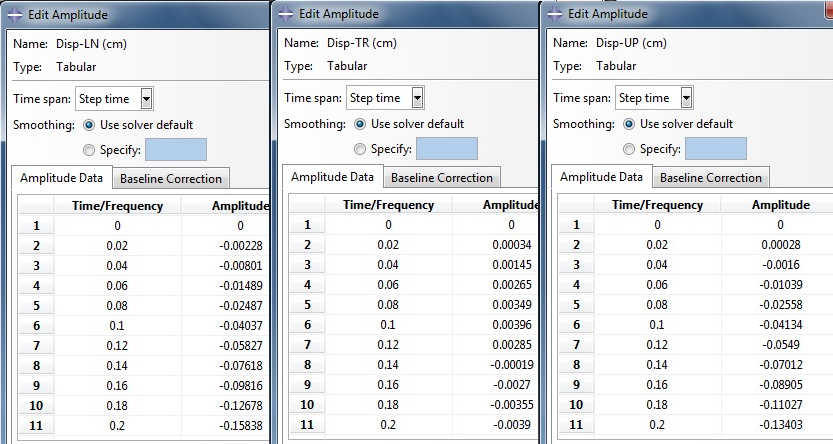 Edit Amplitude
Name: Disp-LN (cm)
Type: Tabular
Time span: Step time
Smoothing: Use solver default
Specify:
Amplitude Data Baseline Correction
Time/Frequency Amplitude
1 0 0
2 0.02 -0.00228
3 0.04 -0.00801
4 0.06 -0.01489
5 0.08 -0.02487
6 0.1 -0.04037
7 0.12 -0.05827
8 0.14 -0.07618
9 0.16 -0.09816
10 0.18 -0.12678
11 0.2 -0.15838
Edit Amplitude
Name: Disp-TR (cm)
Type: Tabular
Time span: Step time
Smoothing: Use solver default
Specify:
Amplitude Data Baseline Correction
Time/Frequency Amplitude
1 0 0
2 0.02 0.00034
3 0.04 0.00145
4 0.06 0.00265
5 0.08 0.00349
6 0.1 0.00396
7 0.12 0.00285
8 0.14 -0.00019
9 0.16 -0.0027
10 0.18 -0.00355
11 0.2 -0.0039
Edit Amplitude
Name: Disp-UP (cm)
Type: Tabular
Time span: Step time
Smoothing: Use solver default
Specify:
Amplitude Data Baseline Correction
Time/Frequency Amplitude
1 0 0
2 0.02 0.00028
3 0.04 -0.0016
4 0.06 -0.01039
5 0.08 -0.02558
6 0.1 -0.04134
7 0.12 -0.0549
8 0.14 -0.07012
9 0.16 -0.08905
10 0.18 -0.11027
11 0.2 -0.13403